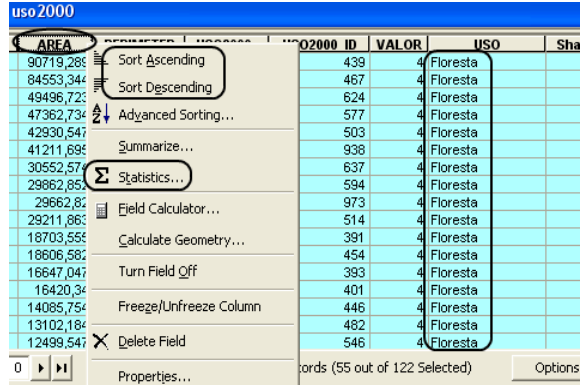 uso2000
AREA USO2000_ID VALOR USO Sha
90719,289 439 4 Floresta
84553,344 467 4 Floresta
49496,723 624 4 Floresta
47362,734 577 4 Floresta
42930,547 503 4 Floresta
41211,695 938 4 Floresta
30552,574 637 4 Floresta
29862,852 594 4 Floresta
29662,82 973 4 Floresta
29211,863 514 4 Floresta
18703,555 391 4 Floresta
18606,582 454 4 Floresta
16647,047 393 4 Floresta
16420,34 401 4 Floresta
14085,754 446 4 Floresta
13102,184 482 4 Floresta
12499,547 546 4 Floresta
Sort Ascending
Sort Descending
Advanced Sorting...
Summarize...
Σ Statistics...
Field Calculator...
Calculate Geometry...
Turn Field Off
Freeze/Unfreeze Column
Delete Field
Properties...
0 ords (55 out of 122 Selected) Options